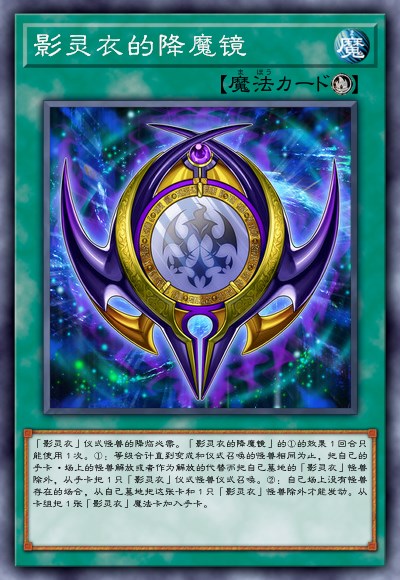 影灵衣的降魔镜
魔
【魔法カード】
まほう
「影灵衣」仪式怪兽的降临必需。「影灵衣的降魔镜」的①的效果1回合只
能使用1次。①：等级合计直到变成和仪式召唤的怪兽相同为止，把自己的
手卡·场上的怪兽解放或者作为解放的代替而把自己墓地的「影灵衣」怪兽
除外，从手卡把1只「影灵衣」仪式怪兽仪式召唤。②：自己场上没有怪兽
存在的场合，从自己墓地把这张卡和1只「影灵衣」怪兽除外才能发动。从
卡组把1张「影灵衣」魔法卡加入手卡。